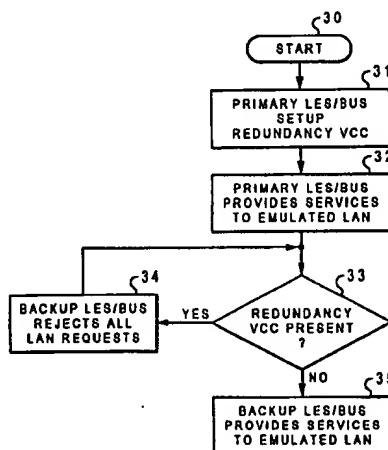 30
START
31
PRIMARY LES/BUS
SETUP
REDUNDANCY VCC
32
PRIMARY LES/BUS
PROVIDES SERVICES
TO EMULATED LAN
34
BACKUP LES/BUS
REJECTS ALL
LAN REQUESTS
YES
33
REDUNDANCY
VCC PRESENT
?
NO
35
BACKUP LES/BUS
PROVIDES SERVICES
TO EMULATED LAN